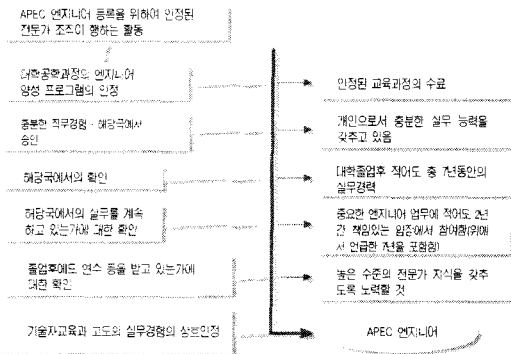 APEC 엔지니어 등록을 위하여 인정된
전문가 조직이 행하는 활동
대학공학과정의 엔지니어
양성 프로그램의 인정
충분한 직무경험 · 해당국에서
승인
해당국에서의 확인
해당국에서의 실무를 계속
하고 있는가에 대한 확인
졸업후에도 연수 등을 받고 있는가에
대한 확인
기술자교육과 고도의 실무경험의 상호인정
인정된 교육과정의 수료
개인으로서 충분한 실무 능력을
갖추고 있음
대학졸업후 적어도 총 7년동안의
실무경력
중요한 엔지니어 업무에 적어도 2년
간 책임있는 입장에서 참여함(위에
서 언급한 7년을 포함함)
높은 수준의 전문가 지식을 갖추
도록 노력할 것
APEC 엔지니어